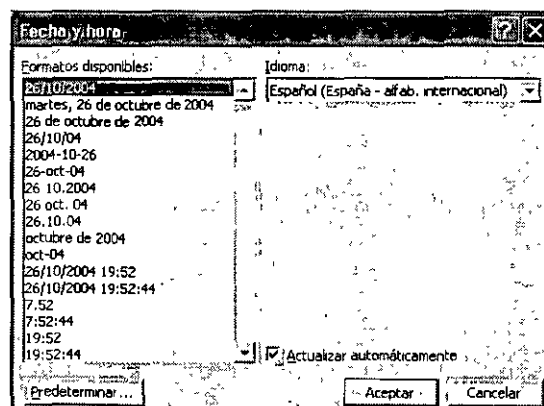 Fecha y hora
Formatos disponibles:
Idioma:
26/10/2004
Español (España - alfab. internacional)
martes, 26 de octubre de 2004
26 de octubre de 2004
26/10/04
2004-10-26
26-oct-04
26 10.2004
26 oct. 04
26.10.04
octubre de 2004
oct-04
26/10/2004 19:52
26/10/2004 19:52:44
7.52
7:52:44
19:52
19:52:44
Actualizar automáticamente
Predeterminar...
Aceptar
Cancelar